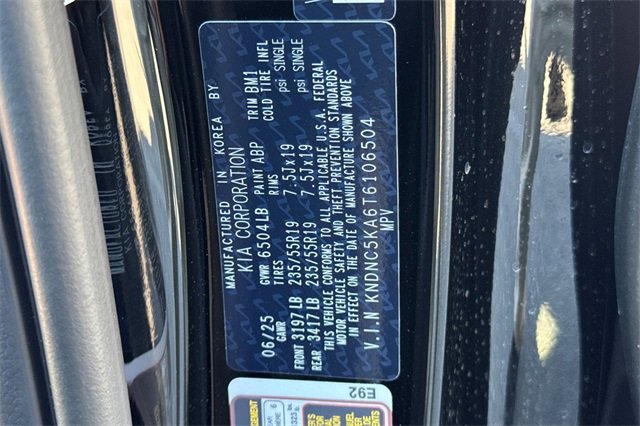 MANUFACTURED IN KOREA BY
KIA CORPORATION
06/25 GVWR 6504LB PAINT ABP TRIM BM1
GAWR TIRES RIMS COLD TIRE INFL
FRONT 3197LB 235/55R19 7.5Jx19 psi SINGLE
REAR 3417LB 235/55R19 7.5Jx19 psi SINGLE
THIS VEHICLE CONFORMS TO ALL APPLICABLE U.S.A. FEDERAL
MOTOR VEHICLE SAFETY AND THEFT PREVENTION STANDARDS
IN EFFECT ON THE DATE OF MANUFACTURE SHOWN ABOVE
V.I.N KNDNC5KA6T6106504
MPV
E92